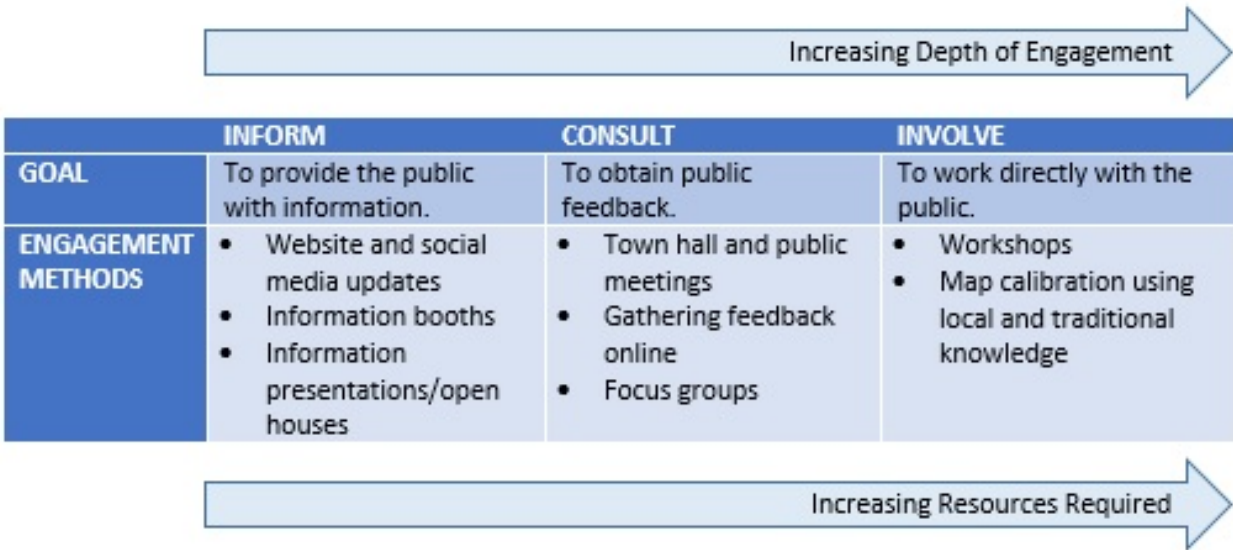 Increasing Depth of Engagement
INFORM
CONSULT
INVOLVE
GOAL
To provide the public
with information.
To obtain public
feedback.
To work directly with the
public.
ENGAGEMENT
METHODS
• Website and social
media updates
• Information booths
• Information
presentations/open
houses
• Town hall and public
meetings
• Gathering feedback
online
• Focus groups
• Workshops
• Map calibration using
local and traditional
knowledge
Increasing Resources Required